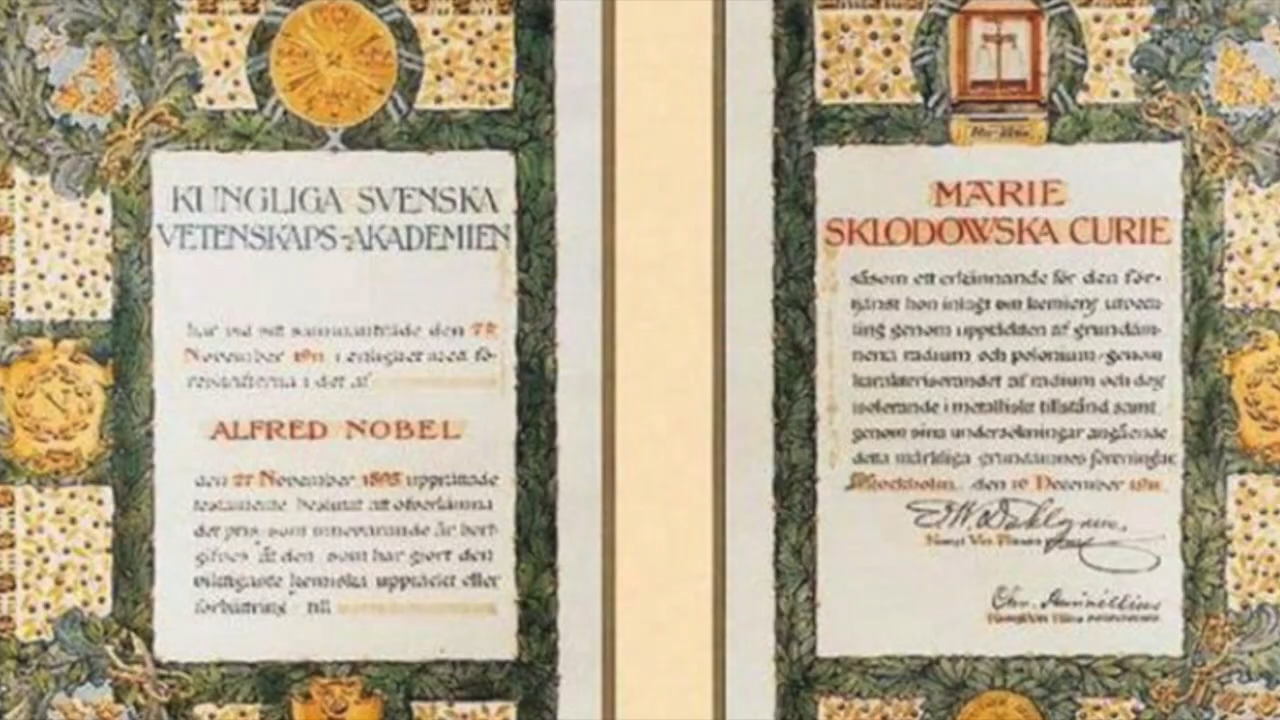 KUNGLIGA SVENSKA
VETENSKAPS-AKADEMIEN
har vid sitt sammanträde den
November 1911 i enlighet med fö-
reskrifterna i det af
ALFRED NOBEL
den 27 November 1895 upprättade
testamente beslutat att öfverlämna
det pris som innevarande år bort-
gifves åt den som har gjort den
viktigaste kemiska upptäckt eller
förbättring till
MARIE
SKLODOWSKA CURIE
såsom ett erkännande för den för-
tjänst hon inlagt om kemiens utveck-
ling genom upptäckten af grundäm-
nena radium och polonium genom
karakteriserandet af radium och dess
isolerande i metalliskt tillstånd samt
genom sina undersökningar angående
detta märkliga grundämnes föreningar
Stockholm den 10 December 1911